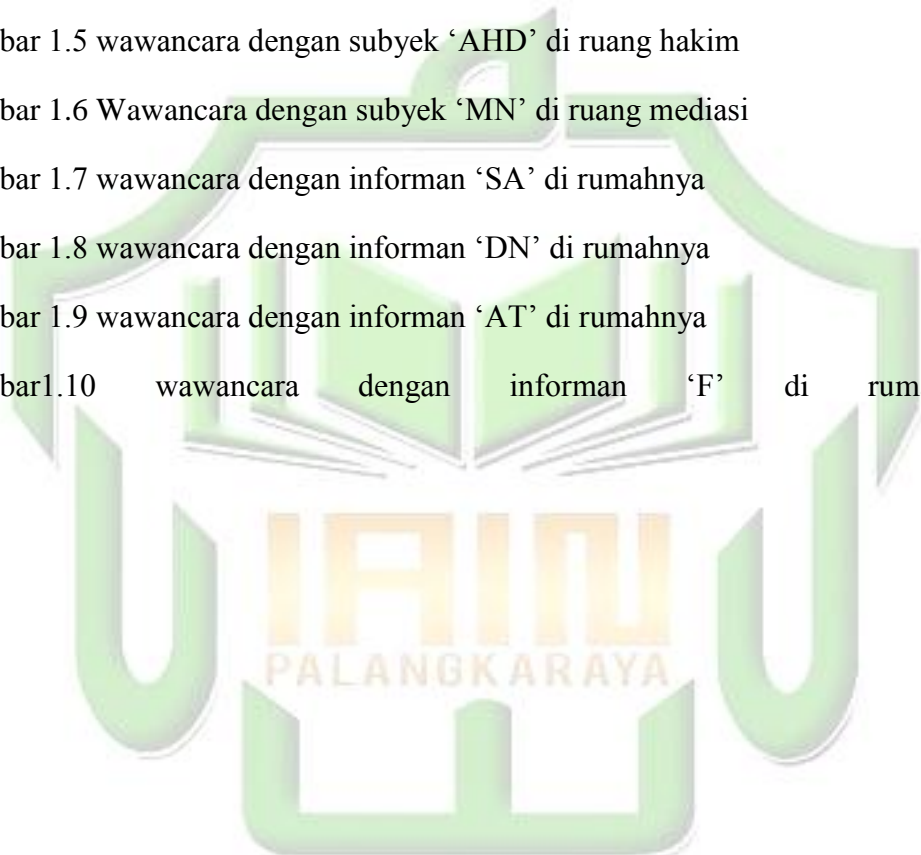 bar 1.5 wawancara dengan subyek ‘AHD’ di ruang hakim
bar 1.6 Wawancara dengan subyek ‘MN’ di ruang mediasi
bar 1.7 wawancara dengan informan ‘SA’ di rumahnya
bar 1.8 wawancara dengan informan ‘DN’ di rumahnya
bar 1.9 wawancara dengan informan ‘AT’ di rumahnya
bar1.10 wawancara dengan informan ‘F’ di rum
IAIN
PALANGKARAYA